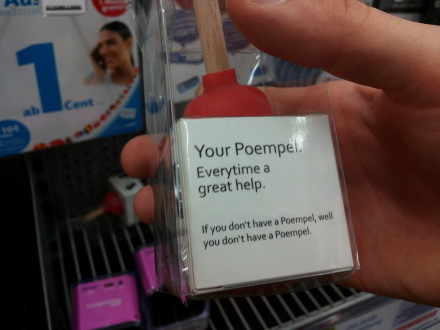 1
ab
Cent
Your Poempel.
Everytime a
great help.
If you don't have a Poempel, well
you don't have a Poempel.